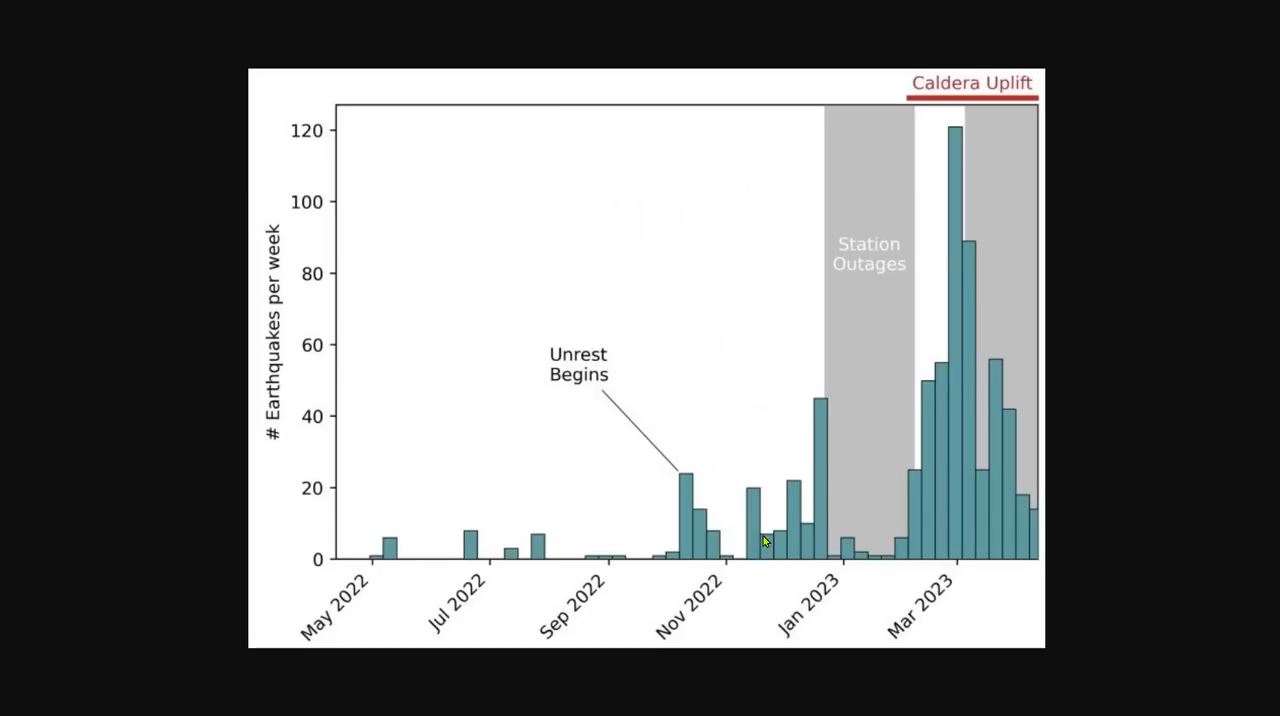 Caldera Uplift
120
100
80
60
40
20
0
# Earthquakes per week
Station
Outages
Unrest
Begins
May 2022
Jul 2022
Sep 2022
Nov 2022
Jan 2023
Mar 2023